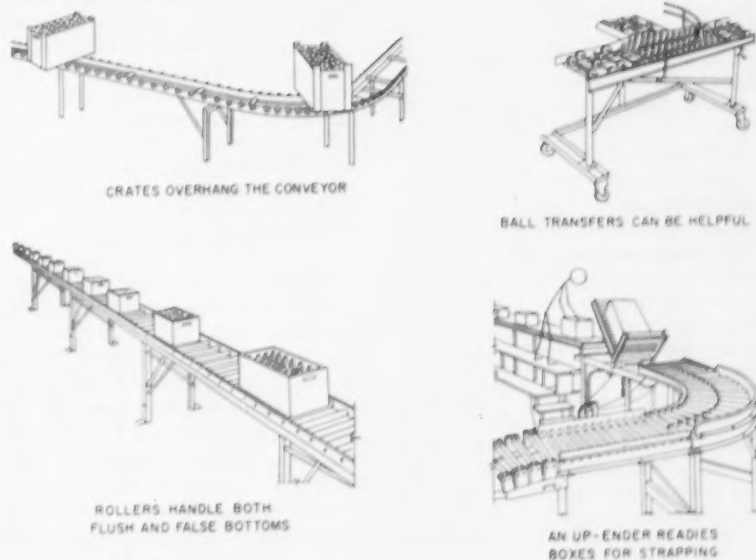 CRATES OVERHANG THE CONVEYOR
BALL TRANSFERS CAN BE HELPFUL
ROLLERS HANDLE BOTH
FLUSH AND FALSE BOTTOMS
AN UP-ENDER READIES
BOXES FOR STRAPPING